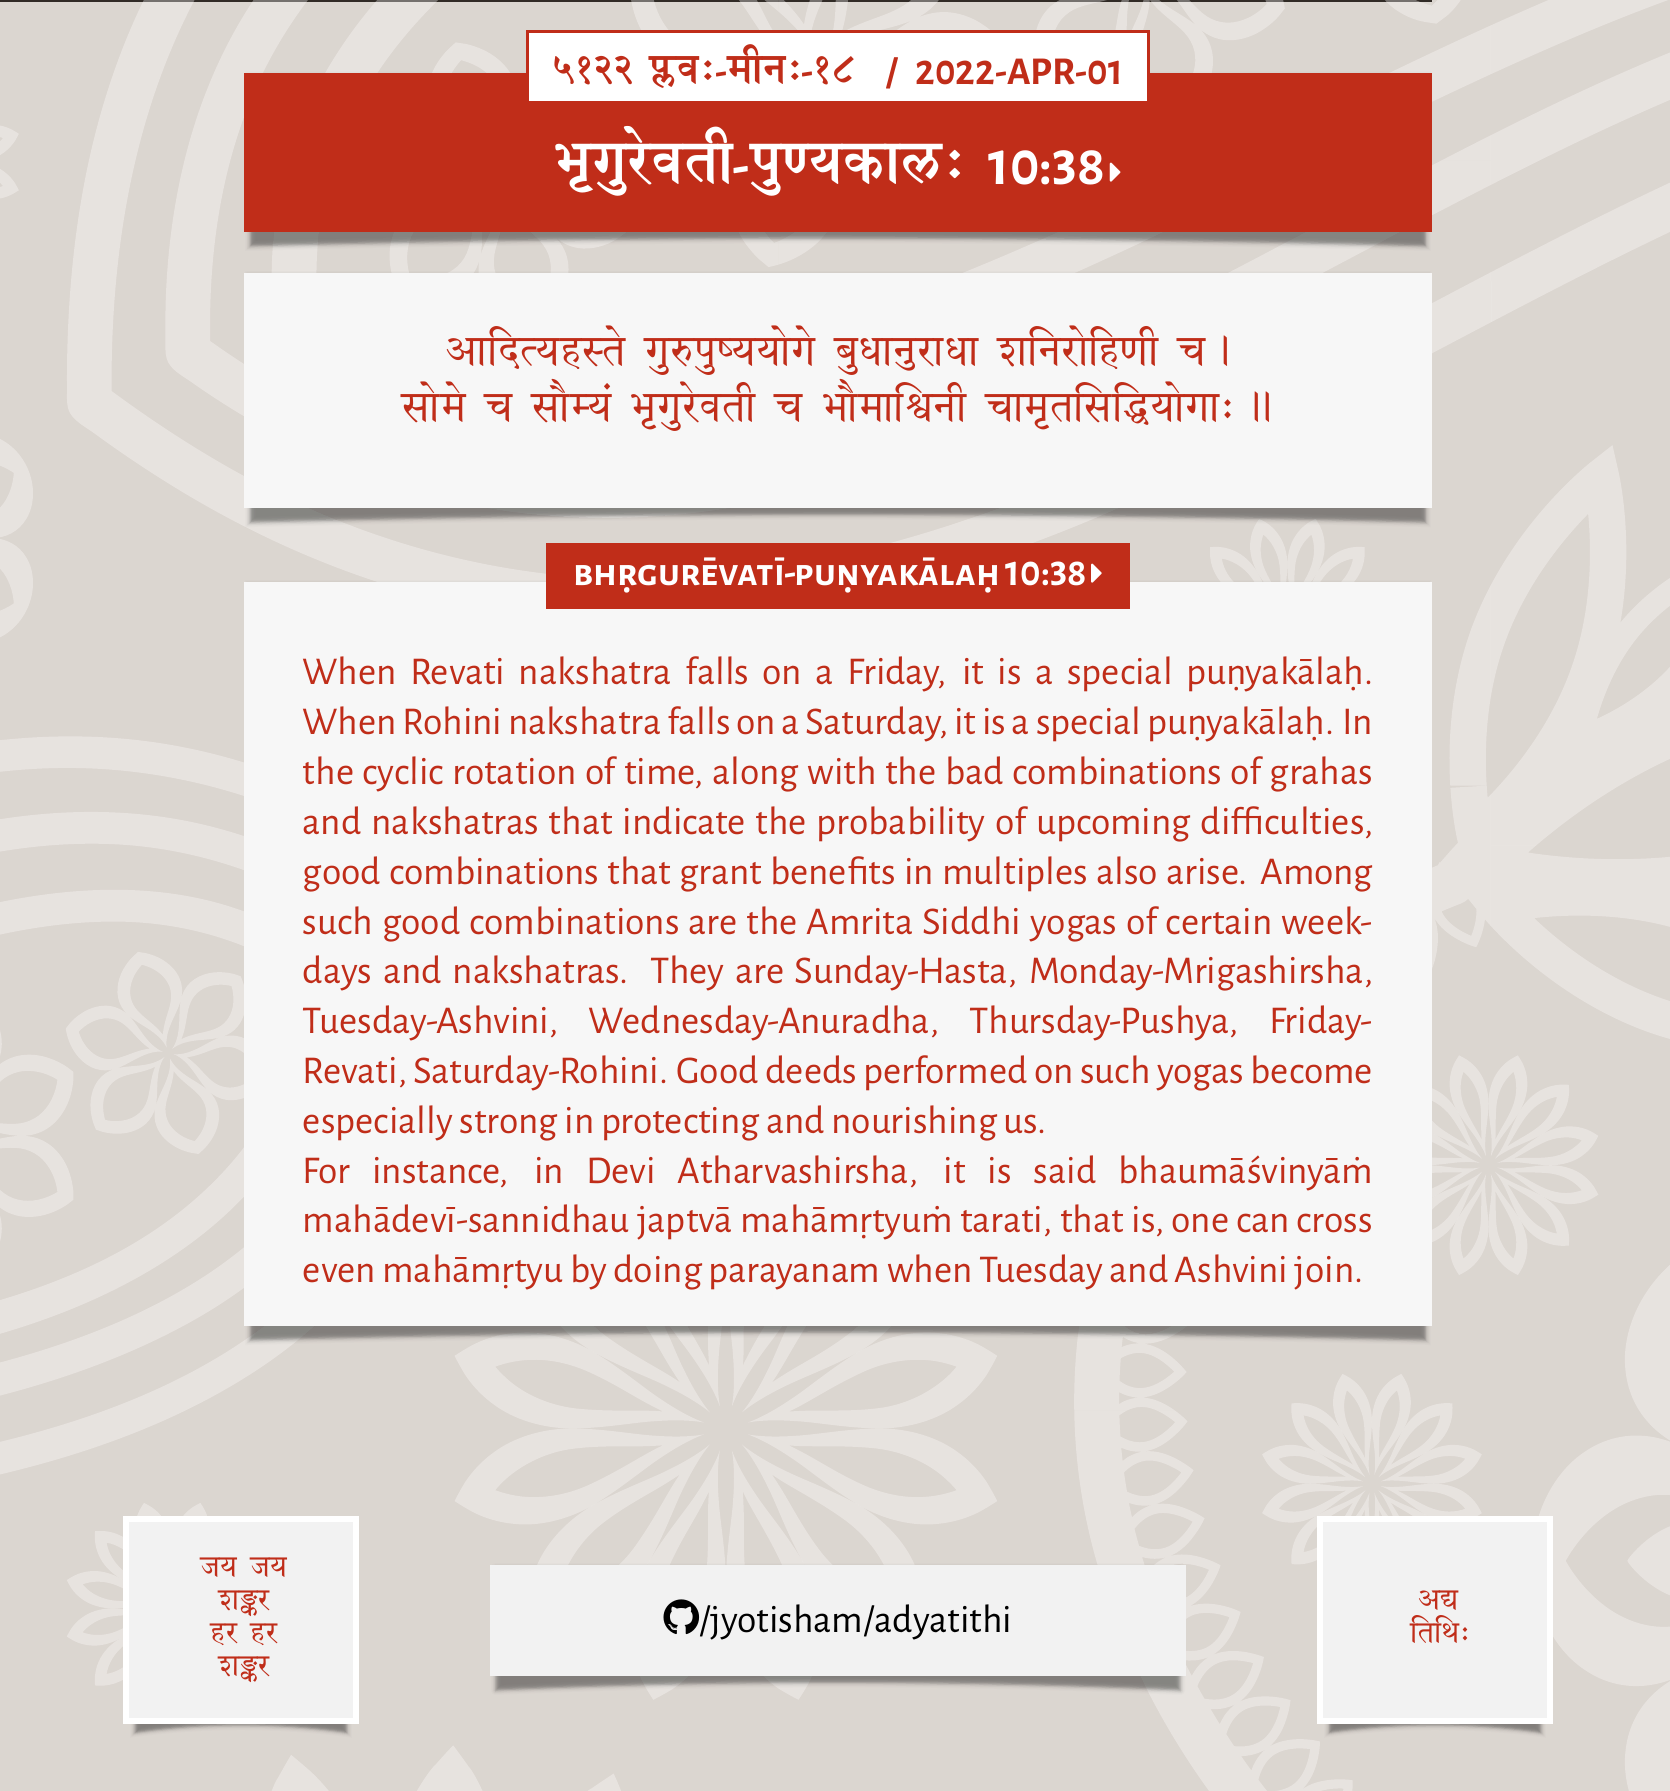 ५१२२ प्लवः-मीनः-१८ / 2022-APR-01
भृगुरेवती-पुण्यकालः 10:38▸
आदित्यहस्ते गुरुपुष्ययोगे बुधानुराधा शनिरोहिणी च।
सोमे च सौम्यं भृगुरेवती च भौमाश्विनी चामृतसिद्धियोगाः॥
BHṚGURĒVATĪ-PUṆYAKĀLAḤ 10:38▸
When Revati nakshatra falls on a Friday, it is a special puṇyakālaḥ.
When Rohini nakshatra falls on a Saturday, it is a special puṇyakālaḥ. In
the cyclic rotation of time, along with the bad combinations of grahas
and nakshatras that indicate the probability of upcoming difficulties,
good combinations that grant benefits in multiples also arise. Among
such good combinations are the Amrita Siddhi yogas of certain week-
days and nakshatras. They are Sunday-Hasta, Monday-Mrigashirsha,
Tuesday-Ashvini, Wednesday-Anuradha, Thursday-Pushya, Friday-
Revati, Saturday-Rohini. Good deeds performed on such yogas become
especially strong in protecting and nourishing us.
For instance, in Devi Atharvashirsha, it is said bhaumāśvinyāṁ
mahādevī-sannidhau japtvā mahāmṛtyuṁ tarati, that is, one can cross
even mahāmṛtyu by doing parayanam when Tuesday and Ashvini join.
जय जय
शङ्कर
हर हर
शङ्कर
/jyotisham/adyatithi
अद्य
तिथिः